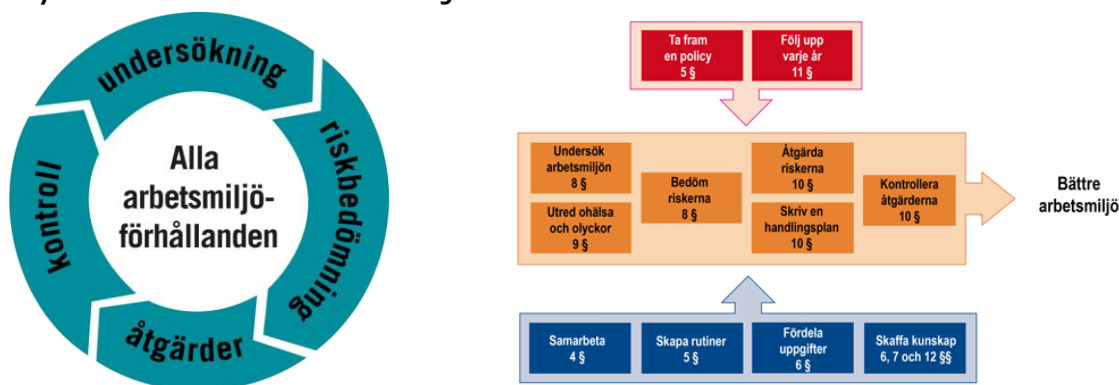 undersökning
riskbedömning
åtgärder
kontroll
Alla
arbetsmiljö-
förhållanden
Ta fram
en policy
5 §
Följ upp
varje år
11 §
Undersök
arbetsmiljön
8 §
Utred ohälsa
och olyckor
9 §
Bedöm
riskerna
8 §
Åtgärda
riskerna
10 §
Skriv en
handlingsplan
10 §
Kontrollera
åtgärderna
10 §
Bättre
arbetsmiljö
Samarbeta
4 §
Skapa rutiner
5 §
Fördela
uppgifter
6 §
Skaffa kunskap
6, 7 och 12 §§